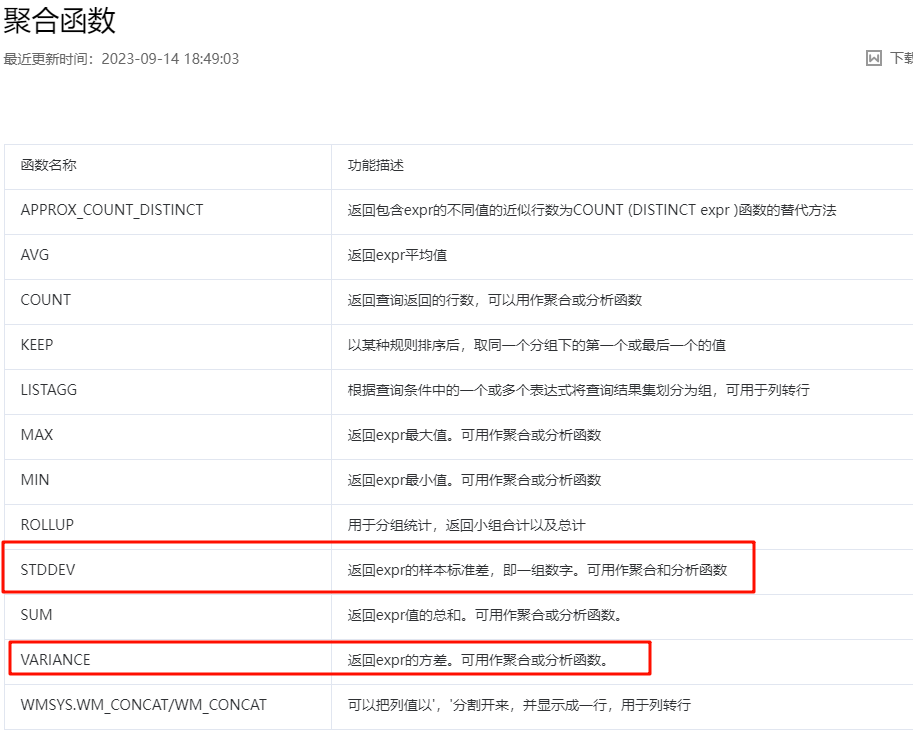 聚合函数
最近更新时间：2023-09-14 18:49:03
下载
函数名称 功能描述
APPROX_COUNT_DISTINCT 返回包含expr的不同值的近似行数为COUNT (DISTINCT expr )函数的替代方法
AVG 返回expr平均值
COUNT 返回查询返回的行数，可以用作聚合或分析函数
KEEP 以某种规则排序后，取同一个分组下的第一个或最后一个的值
LISTAGG 根据查询条件中的一个或多个表达式将查询结果集划分为组，可用于列转行
MAX 返回expr最大值。可用作聚合或分析函数
MIN 返回expr最小值。可用作聚合或分析函数
ROLLUP 用于分组统计，返回小组合计以及总计
STDDEV 返回expr的样本标准差，即一组数字。可用作聚合和分析函数
SUM 返回expr值的总和。可用作聚合或分析函数。
VARIANCE 返回expr的方差。可用作聚合或分析函数。
WMSYS.WM_CONCAT/WM_CONCAT 可以把列值以'，'分割开来，并显示成一行，用于列转行